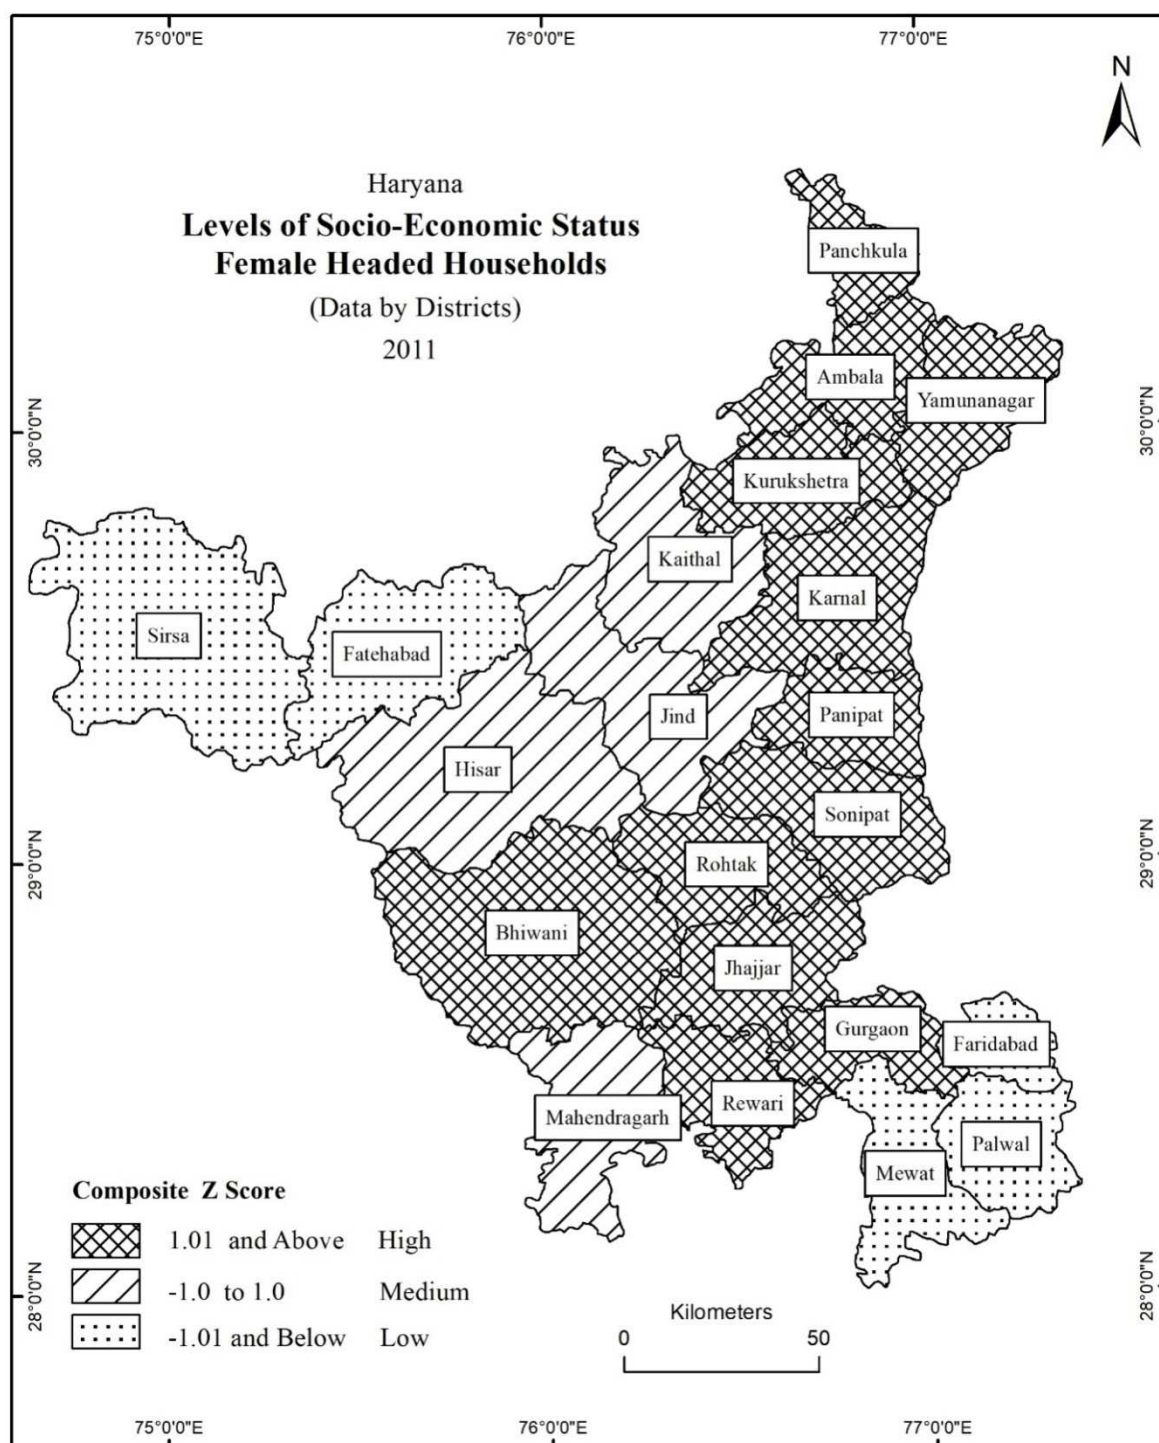 75°0'0"E 76°0'0"E 77°0'0"E
N
Haryana
Levels of Socio-Economic Status
Female Headed Households
(Data by Districts)
2011
Panchkula
Ambala
Yamunanagar
30°0'0"N
30°0'0"N
Kurukshetra
Kaithal
Karnal
Sirsa
Fatehabad
Jind
Panipat
Hisar
Sonipat
29°0'0"N
29°0'0"N
Rohtak
Bhiwani
Jhajjar
Gurgaon
Faridabad
Rewari
Mahendragarh
Palwal
Mewat
Composite Z Score
1.01 and Above High
-1.0 to 1.0 Medium
-1.01 and Below Low
28°0'0"N
28°0'0"N
Kilometers
0 50
75°0'0"E 76°0'0"E 77°0'0"E